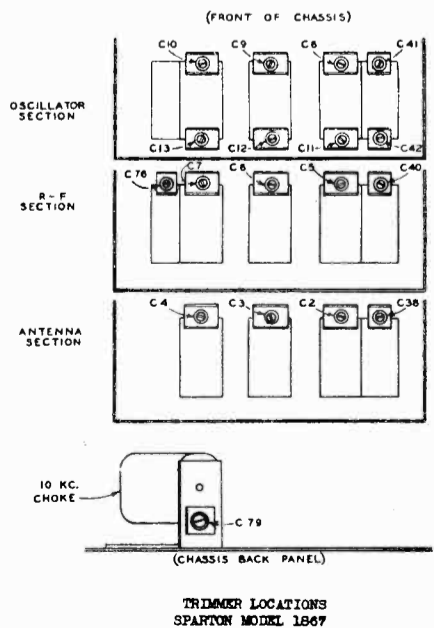 (FRONT OF CHASSIS)
C10
C9
C8
C41
OSCILLATOR
SECTION
C13
C12
C11
C42
C76
C7
C6
C5
C40
R-F
SECTION
C4
C3
C2
C38
ANTENNA
SECTION
10 KC.
CHOKE
C 79
(CHASSIS BACK PANEL)
TRIMMER LOCATIONS
SPARTON MODEL 1867